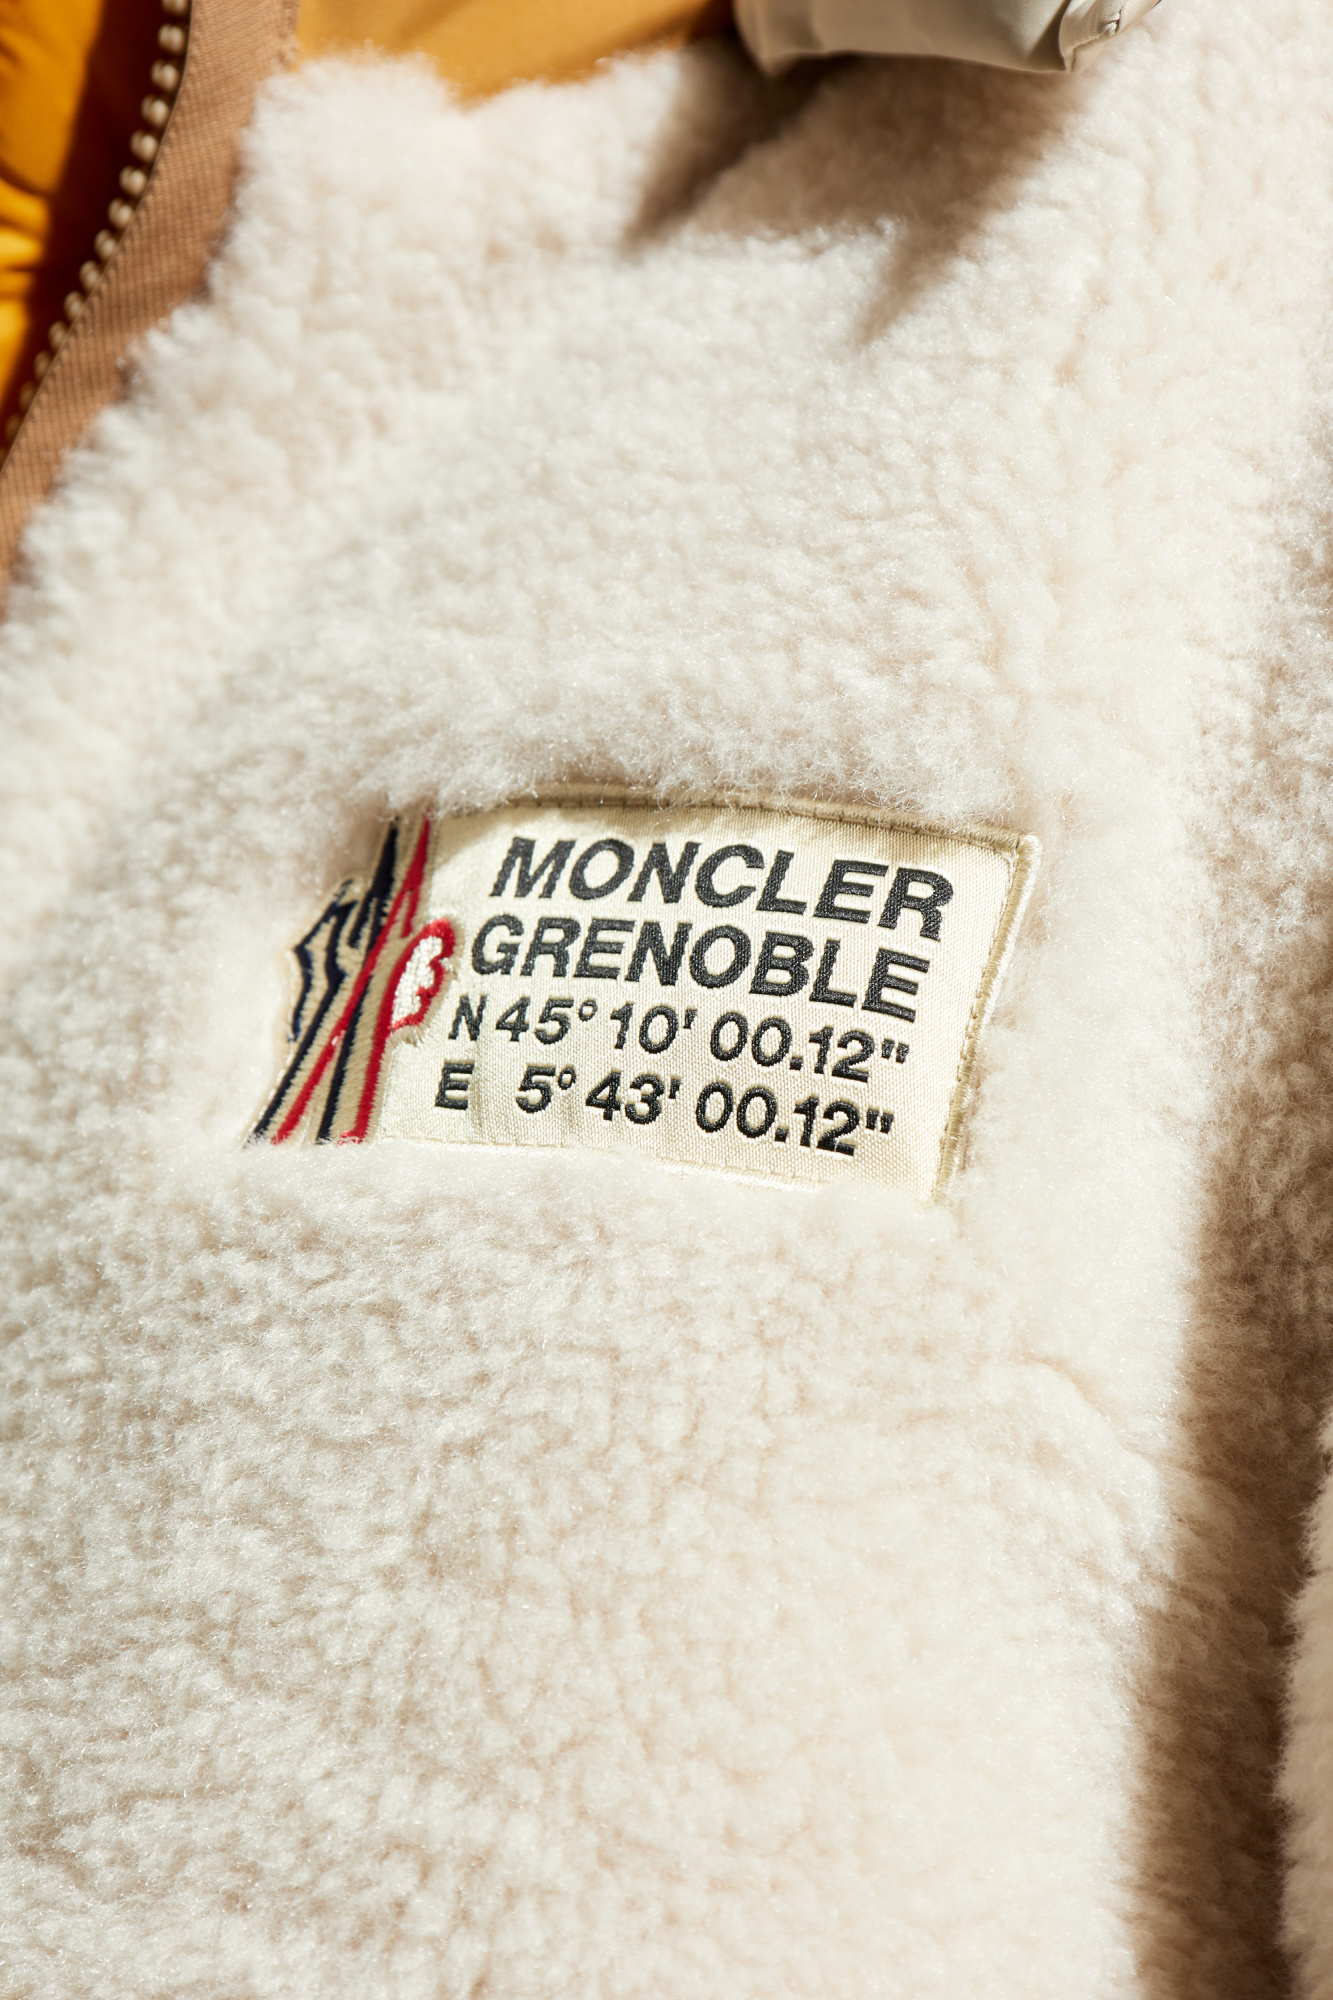 MONCLER
GRENOBLE
N 45° 10' 00.12"
E 5° 43' 00.12"